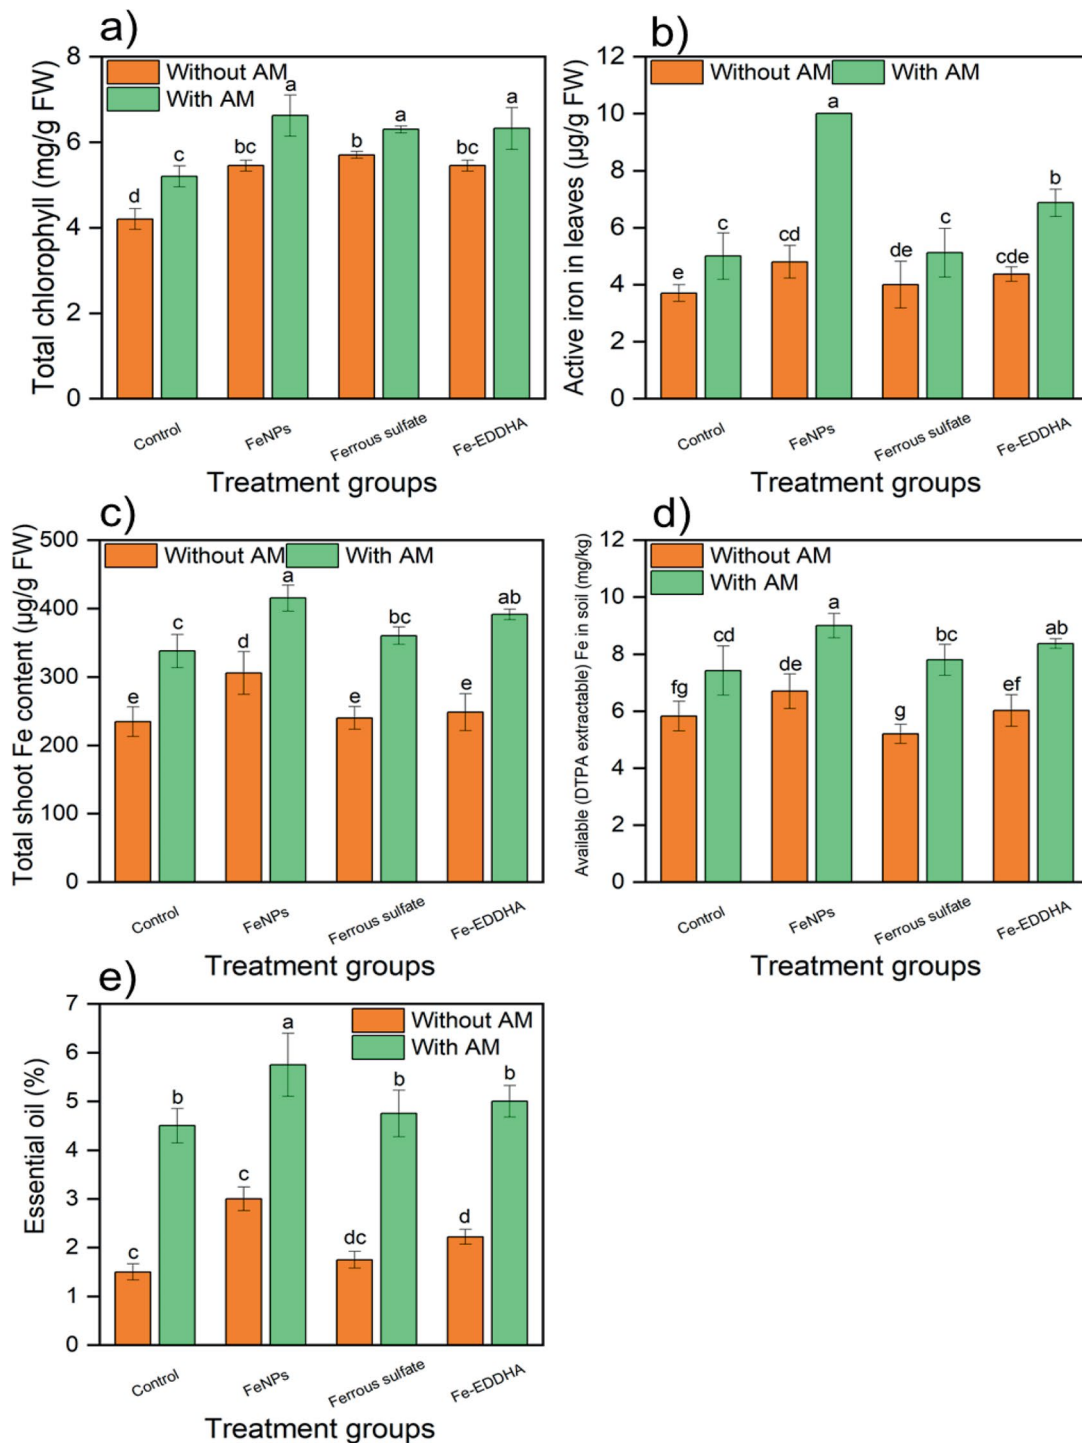 a)
Total chlorophyll (mg/g FW)
8
6
4
2
0
Without AM
With AM
d
c
bc
a
b
a
bc
a
Control
FeNPs
Ferrous sulfate
Fe-EDDHA
Treatment groups
b)
Active iron in leaves (µg/g FW)
12
10
8
6
4
2
0
Without AM
With AM
e
c
cd
a
de
c
cde
b
Control
FeNPs
Ferrous sulfate
Fe-EDDHA
Treatment groups
c)
Total shoot Fe content (µg/g FW)
500
400
300
200
100
0
Without AM
With AM
e
c
d
a
e
bc
e
ab
Control
FeNPs
Ferrous sulfate
Fe-EDDHA
Treatment groups
d)
Available (DTPA extractable) Fe in soil (mg/kg)
12
10
8
6
4
2
0
Without AM
With AM
fg
cd
de
a
g
bc
ef
ab
Control
FeNPs
Ferrous sulfate
Fe-EDDHA
Treatment groups
e)
Essential oil (%)
7
6
5
4
3
2
1
0
Without AM
With AM
c
b
c
a
dc
b
d
b
Control
FeNPs
Ferrous sulfate
Fe-EDDHA
Treatment groups